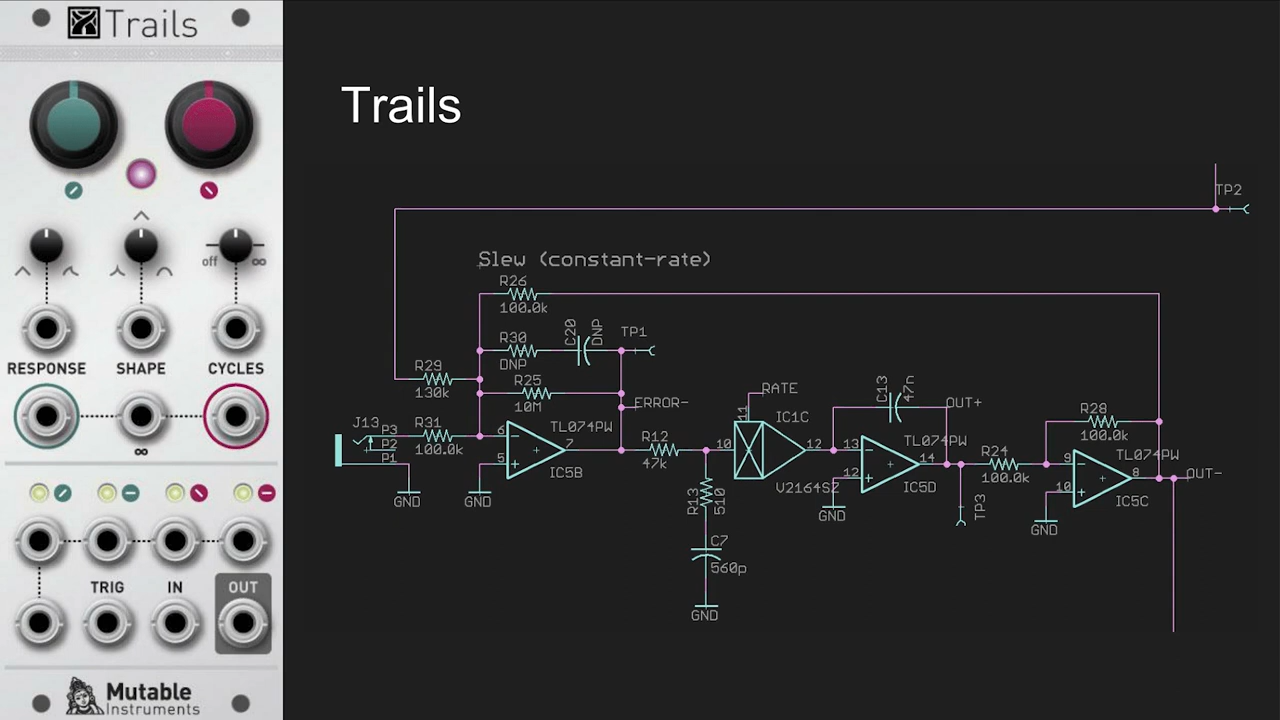 Trails
off
∞
RESPONSE SHAPE CYCLES
∞
TRIG IN OUT
Mutable
Instruments
Trails
TP2
Slew (constant-rate)
R26
100.0k
R30
DNP
C20
DNP
TP1
R29
130k
R25
10M
ERROR-
J13
P3
P2
P1
R31
100.0k
GND
6
5
7
TL074PW
IC5B
GND
R12
47k
R13
510
C7
560p
GND
RATE
11
10
12
IC1C
V2164SZ
C13
47n
OUT+
13
12
14
TL074PW
IC5D
GND
TP3
R24
100.0k
R28
100.0k
9
10
8
TL074PW
IC5C
GND
OUT-